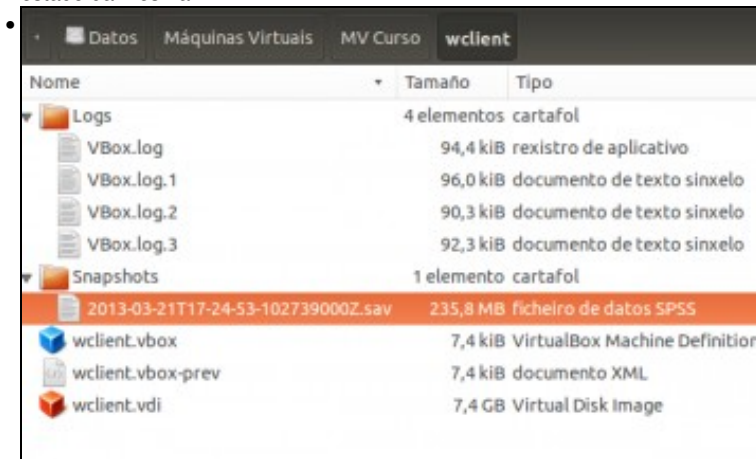 Datos Máquinas Virtuais MV Curso wclient
Nome Tamaño Tipo
Logs 4 elementos cartafol
VBox.log 94,4 kiB rexistro de aplicativo
VBox.log.1 96,0 kiB documento de texto sinxelo
VBox.log.2 90,3 kiB documento de texto sinxelo
VBox.log.3 92,3 kiB documento de texto sinxelo
Snapshots 1 elemento cartafol
2013-03-21T17-24-53-102739000Z.sav 235,8 MB ficheiro de datos SPSS
wclient.vbox 7,4 kiB VirtualBox Machine Definition
wclient.vbox-prev 7,4 kiB documento XML
wclient.vdi 7,4 GB Virtual Disk Image